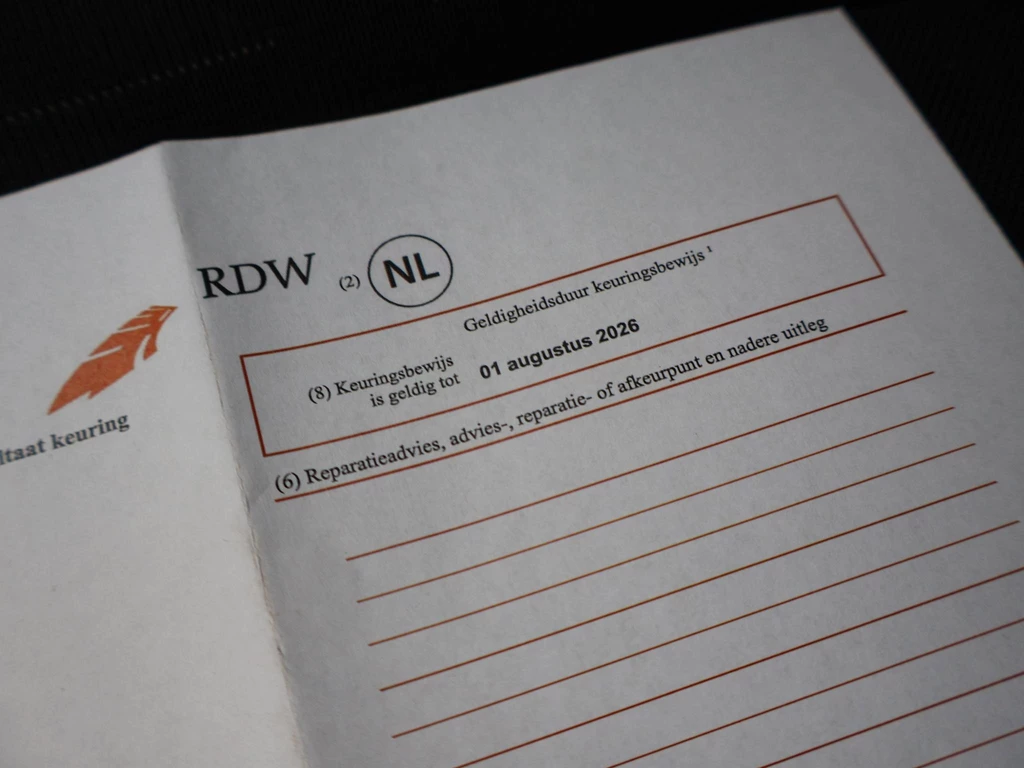 RDW (2) NL
Geldigheidsduur keuringsbewijs ¹
(8) Keuringsbewijs
is geldig tot 01 augustus 2026
(6) Reparatieadvies, advies-, reparatie- of afkeurpunt en nadere uitleg
ltaat keuring